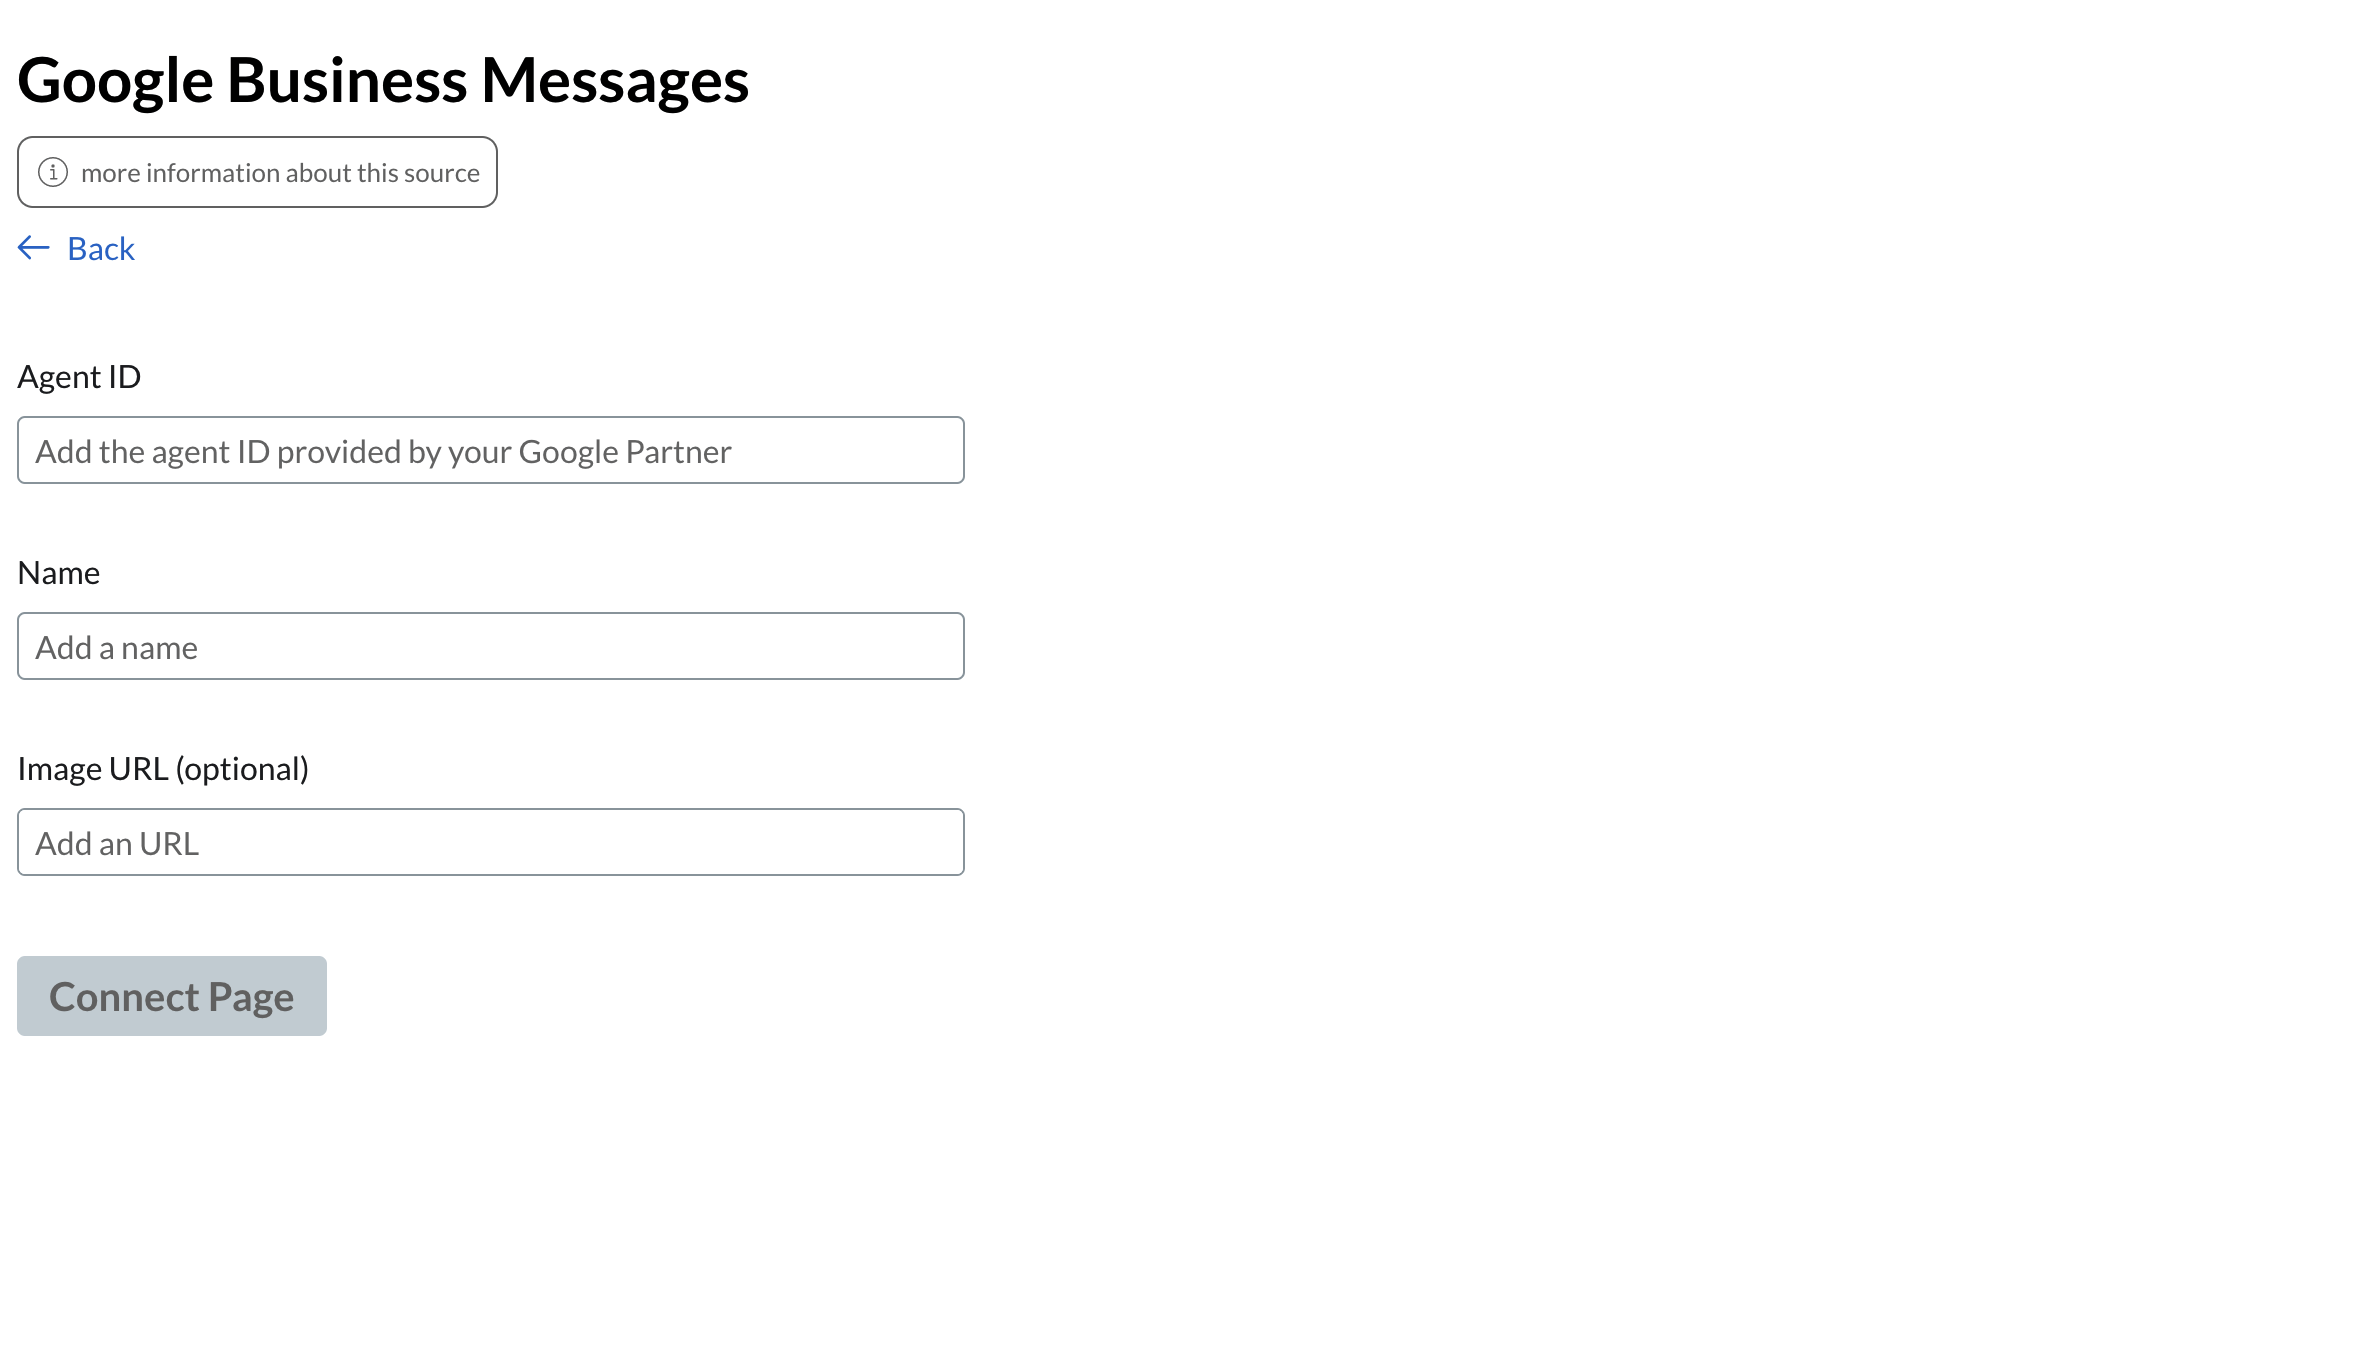 Google Business Messages
more information about this source
Back
Agent ID
Add the agent ID provided by your Google Partner
Name
Add a name
Image URL (optional)
Add an URL
Connect Page